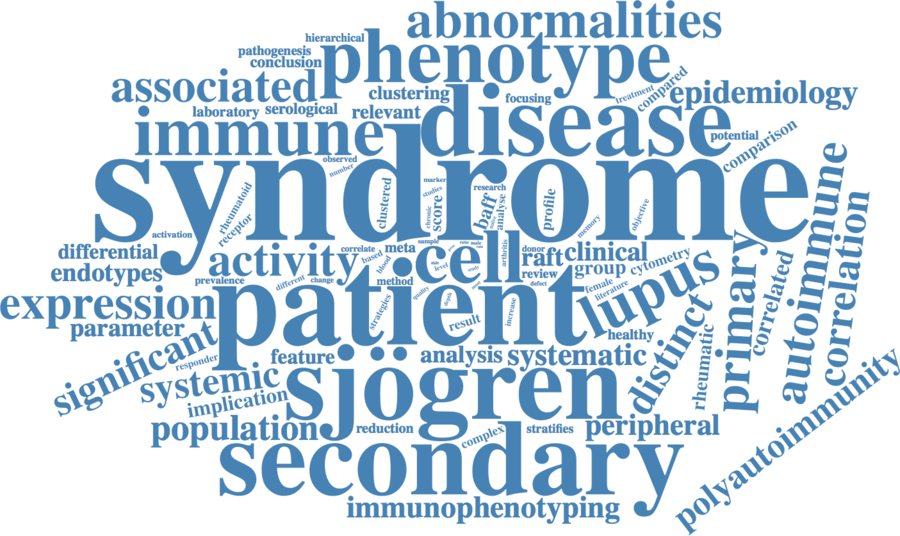 abnormalities
hierarchical
pathogenesis
conclusion
phenotype
associated
clustering
focusing
treatment
compared
epidemiology
laboratory
serological
relevant
disease
immune
potential
comparison
syndrome
observed
number
rheumatoid
receptor
clustered
marker
studies
chronic
score
research
baff
analyse
profile
memory
objective
autoimmune
correlation
activation
differential
endotypes
activity
correlate
based
blood
meta
sample
cell
level
ratio
male
study
arthritis
donor
raft
clinical
review
group
cytometry
defect
female
literature
prevalence
different
change
method
strategies
quality
depth
increase
result
patient
lupus
healthy
primary
correlated
distinct
rheumatic
expression
parameter
significant
responder
feature
analysis
systematic
systemic
implication
sjögren
population
reduction
complex
stratifies
peripheral
secondary
polyautoimmunity
immunophenotyping